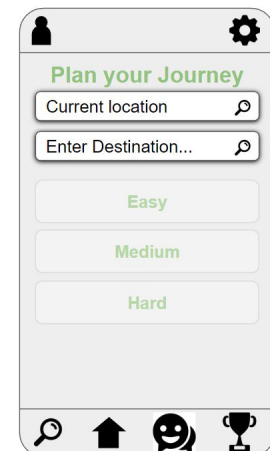 Plan your Journey
Current location
Enter Destination...
Easy
Medium
Hard